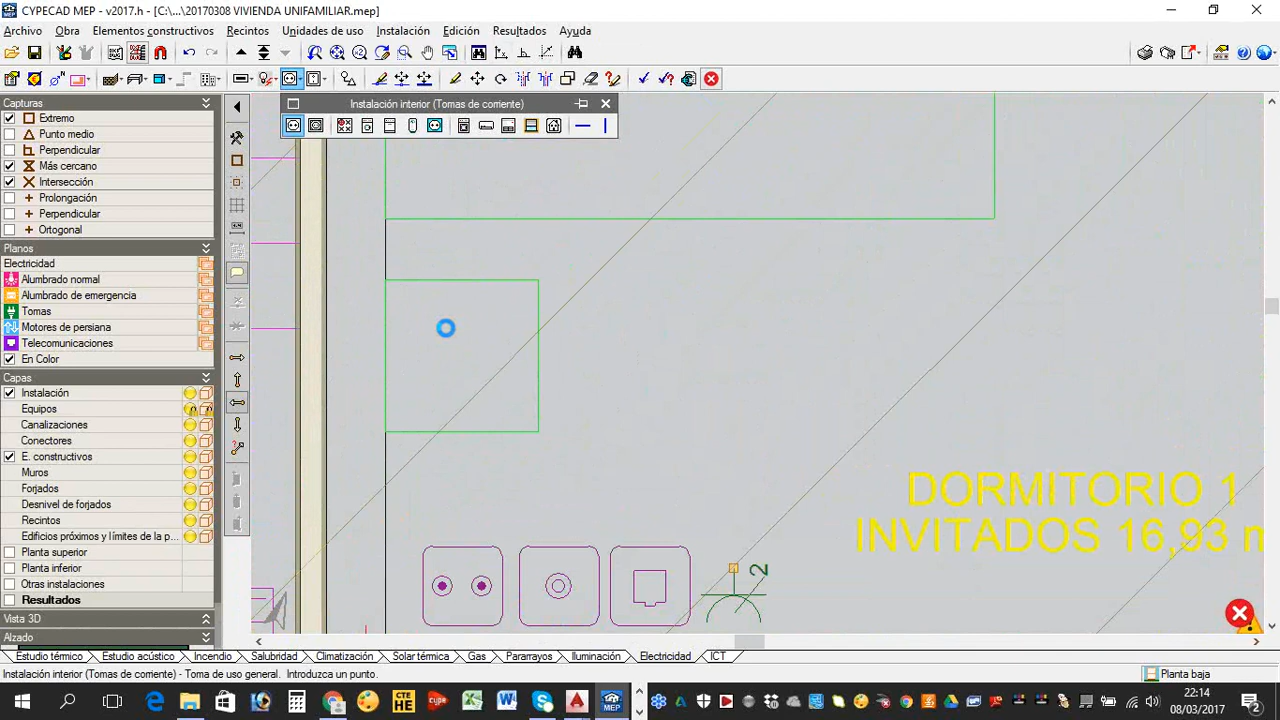 CYPECAD MEP - v2017.h - [C:\...\20170308 VIVIENDA UNIFAMILIAR.mep]
Archivo Obra Elementos constructivos Recintos Unidades de uso Instalación Edición Resultados Ayuda
Capturas
Extremo
Punto medio
Perpendicular
Más cercano
Intersección
Prolongación
Perpendicular
Ortogonal
Planos
Electricidad
Alumbrado normal
Alumbrado de emergencia
Tomas
Motores de persiana
Telecomunicaciones
En Color
Capas
Instalación
Equipos
Canalizaciones
Conectores
E. constructivos
Muros
Forjados
Desnivel de forjados
Recintos
Edificios próximos y límites de la p...
Planta superior
Planta inferior
Otras instalaciones
Resultados
Vista 3D
Alzado
Instalación interior (Tomas de corriente)
DORMITORIO 1
INVITADOS 16,93 m
2
Estudio térmico Estudio acústico Incendio Salubridad Climatización Solar térmica Gas Pararrayos Iluminación Electricidad ICT
Instalación interior (Tomas de corriente) - Toma de uso general. Introduzca un punto.
Planta baja
CTE
HE
cype
MEP
22:14
08/03/2017
2